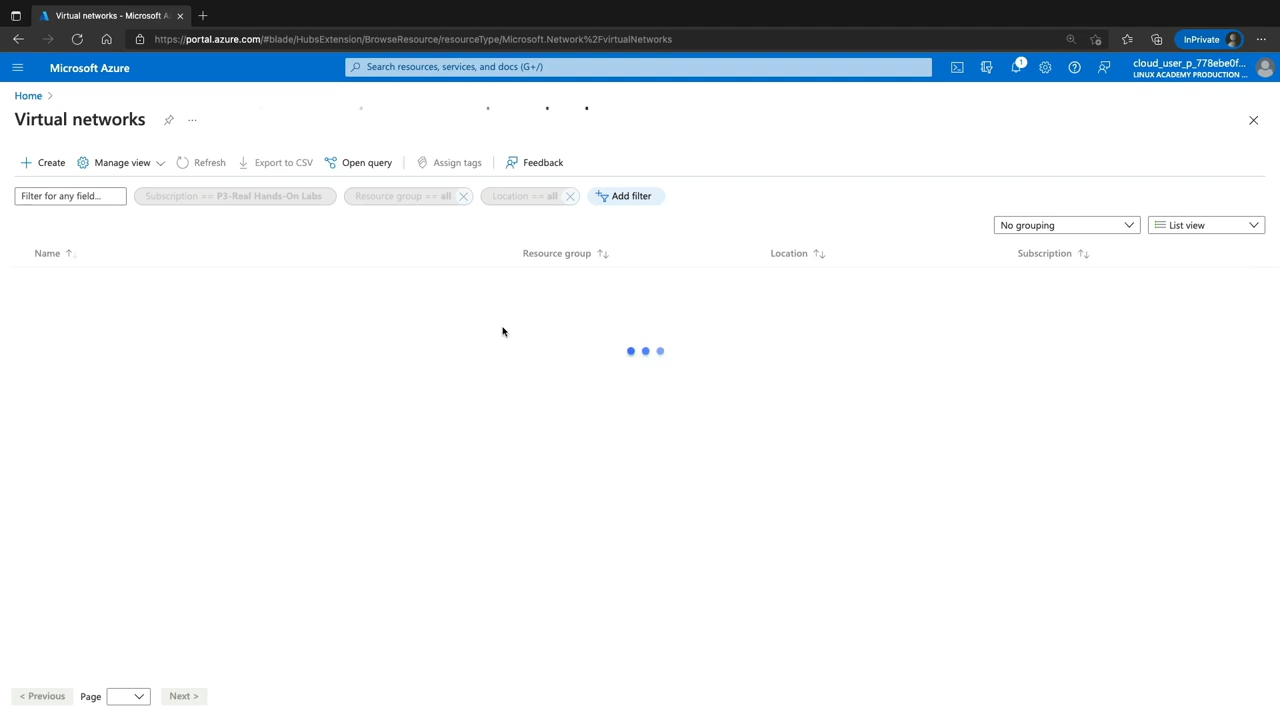 Virtual networks - Microsoft A
https://portal.azure.com/#blade/HubsExtension/BrowseResource/resourceType/Microsoft.Network%2FvirtualNetworks
InPrivate
Microsoft Azure
Search resources, services, and docs (G+/)
1
cloud_user_p_778ebe0f...
LINUX ACADEMY PRODUCTION ...
Home >
Virtual networks
...
Create
Manage view
Refresh
Export to CSV
Open query
Assign tags
Feedback
Filter for any field...
Subscription == P3-Real Hands-On Labs
Resource group == all
Location == all
Add filter
No grouping
List view
Name
Resource group
Location
Subscription
< Previous
Page
Next >